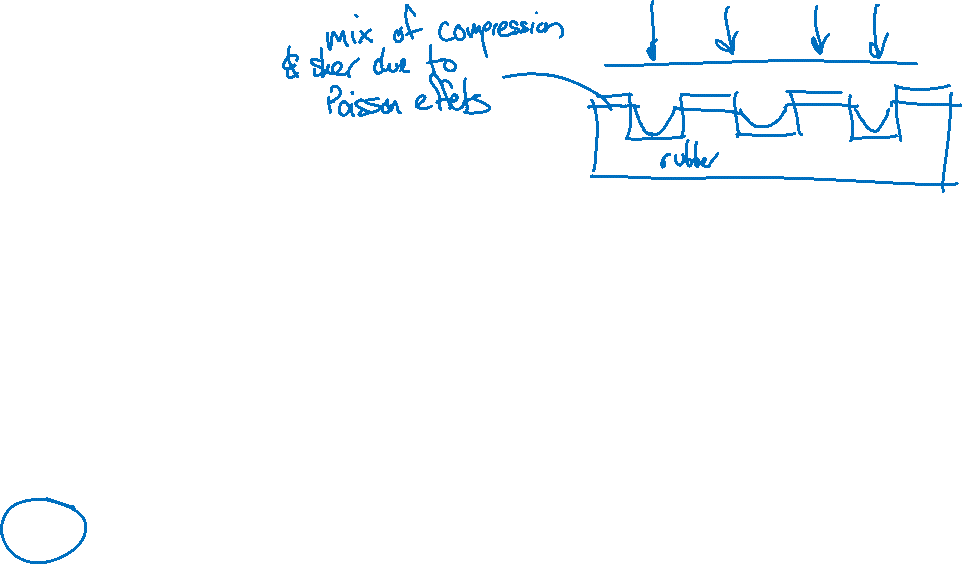 mix of compression
& sher due to
Poisson effets
rubber